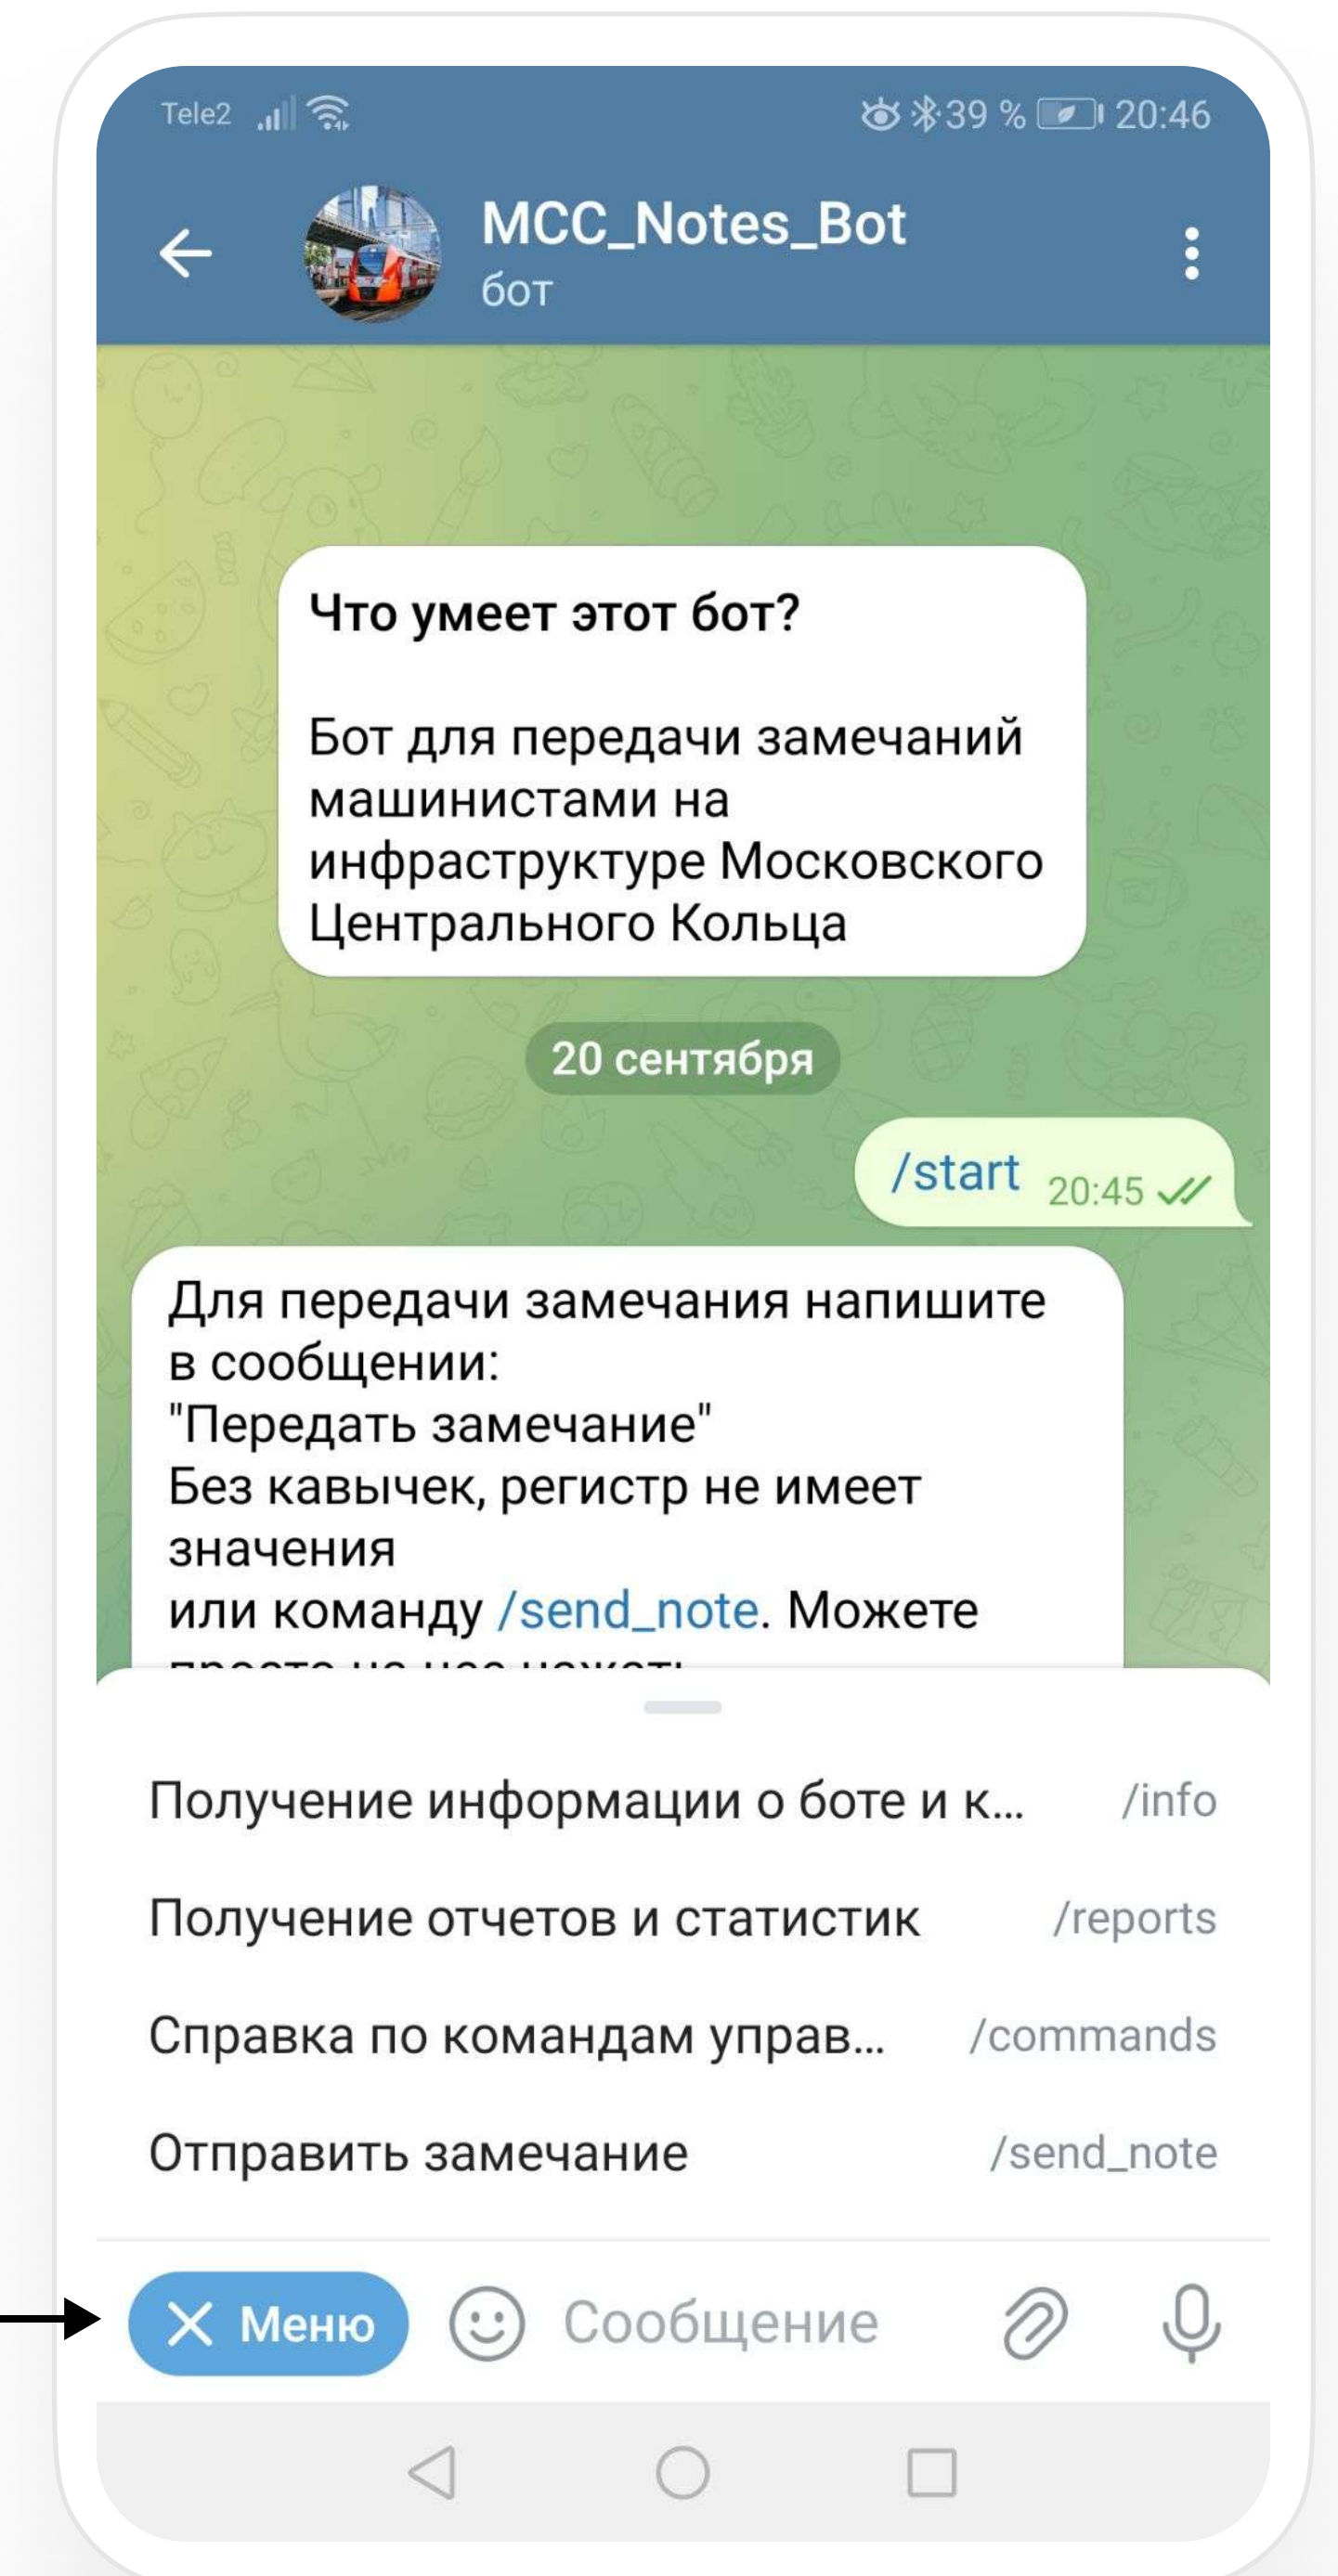 Tele2 39 % 20:46
MCC_Notes_Bot
бот
Что умеет этот бот?
Бот для передачи замечаний
машинистами на
инфраструктуре Московского
Центрального Кольца
20 сентября
/start 20:45
Для передачи замечания напишите
в сообщении:
"Передать замечание"
Без кавычек, регистр не имеет
значения
или команду /send_note. Можете
Получение информации о боте и к... /info
Получение отчетов и статистик /reports
Справка по командам управ... /commands
Отправить замечание /send_note
Меню Сообщение